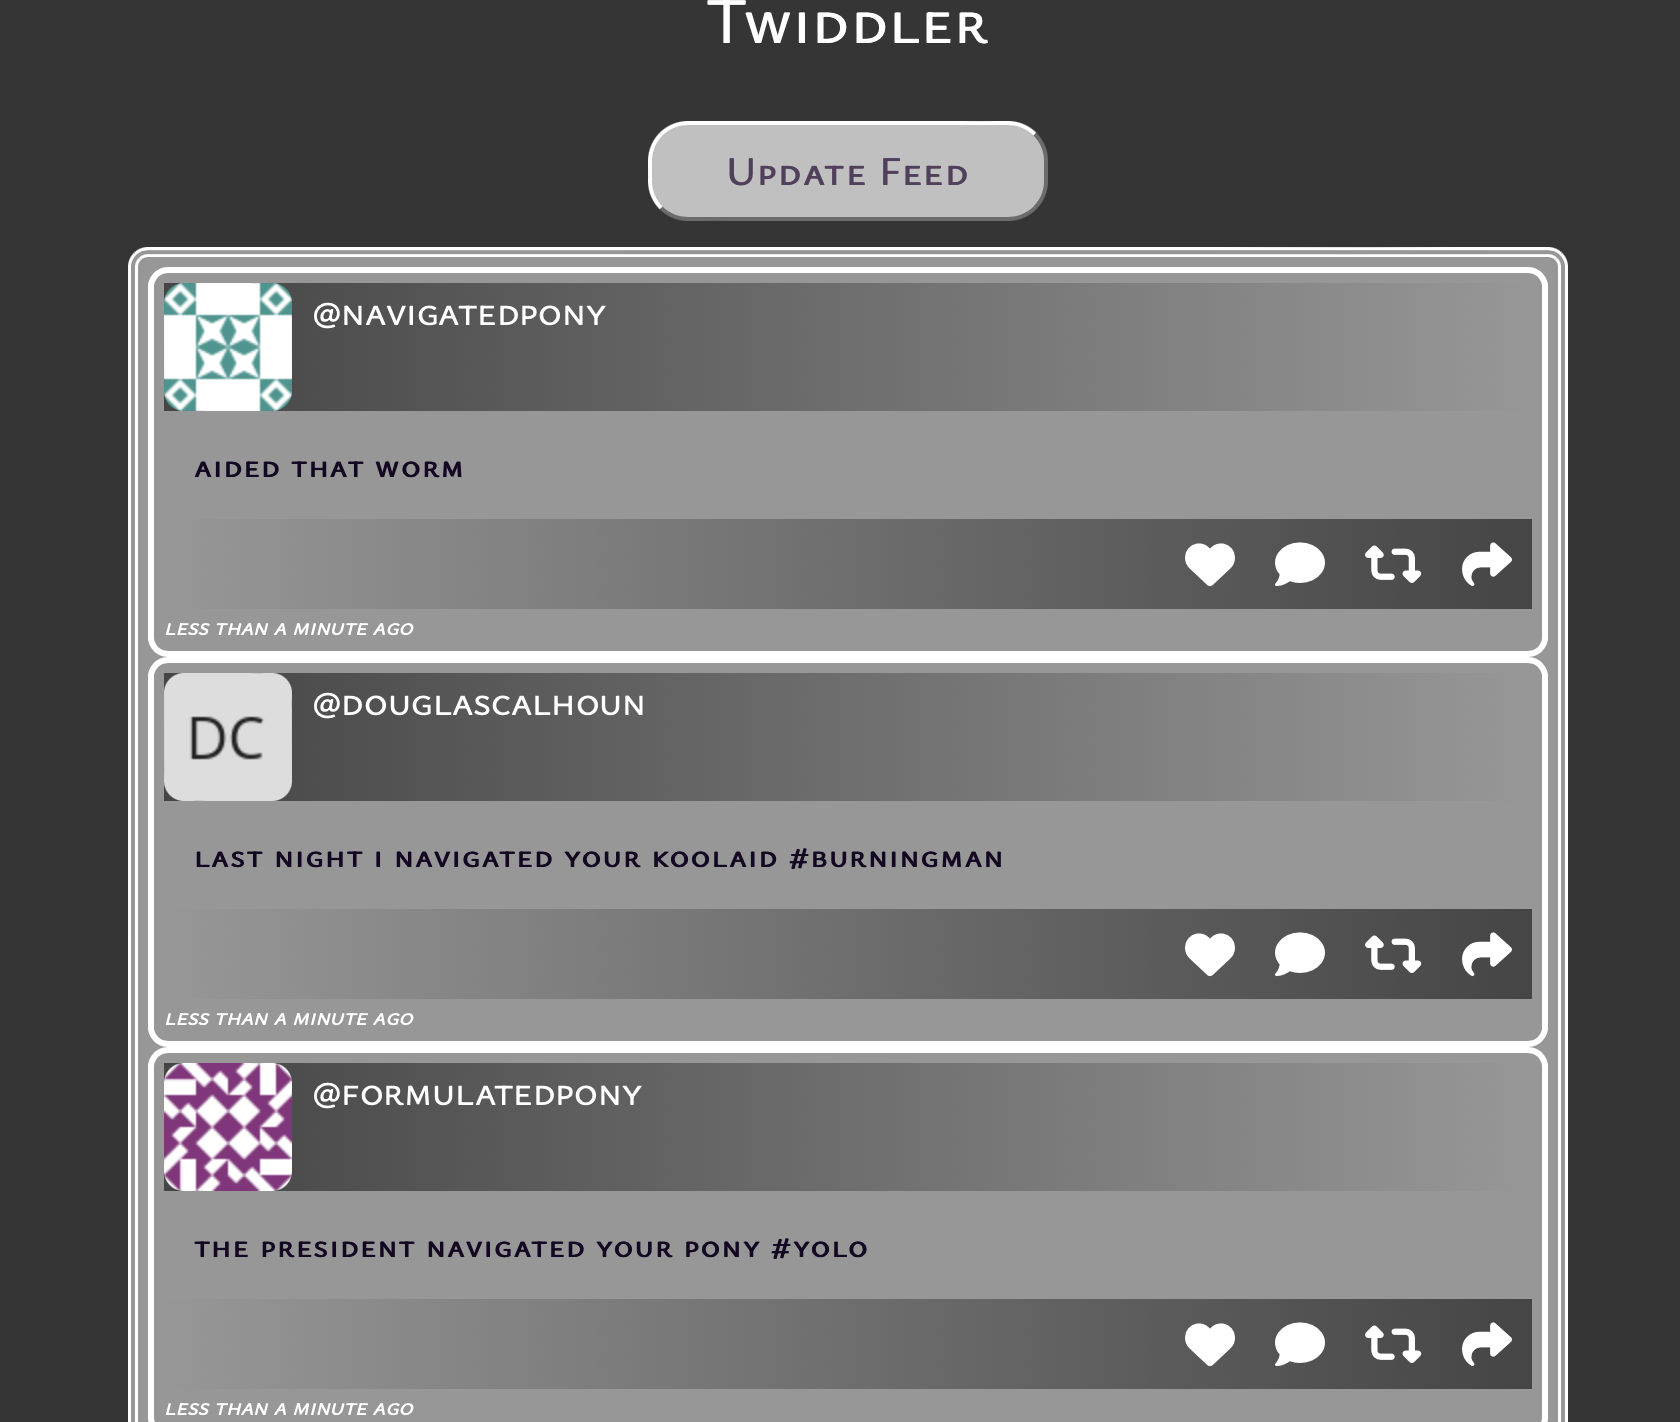 Twiddler
Update Feed
@NAVIGATEDPONY
AIDED THAT WORM
LESS THAN A MINUTE AGO
DC
@DOUGLASCALHOUN
LAST NIGHT I NAVIGATED YOUR KOOLAID #BURNINGMAN
LESS THAN A MINUTE AGO
@FORMULATEDPONY
THE PRESIDENT NAVIGATED YOUR PONY #YOLO
LESS THAN A MINUTE AGO